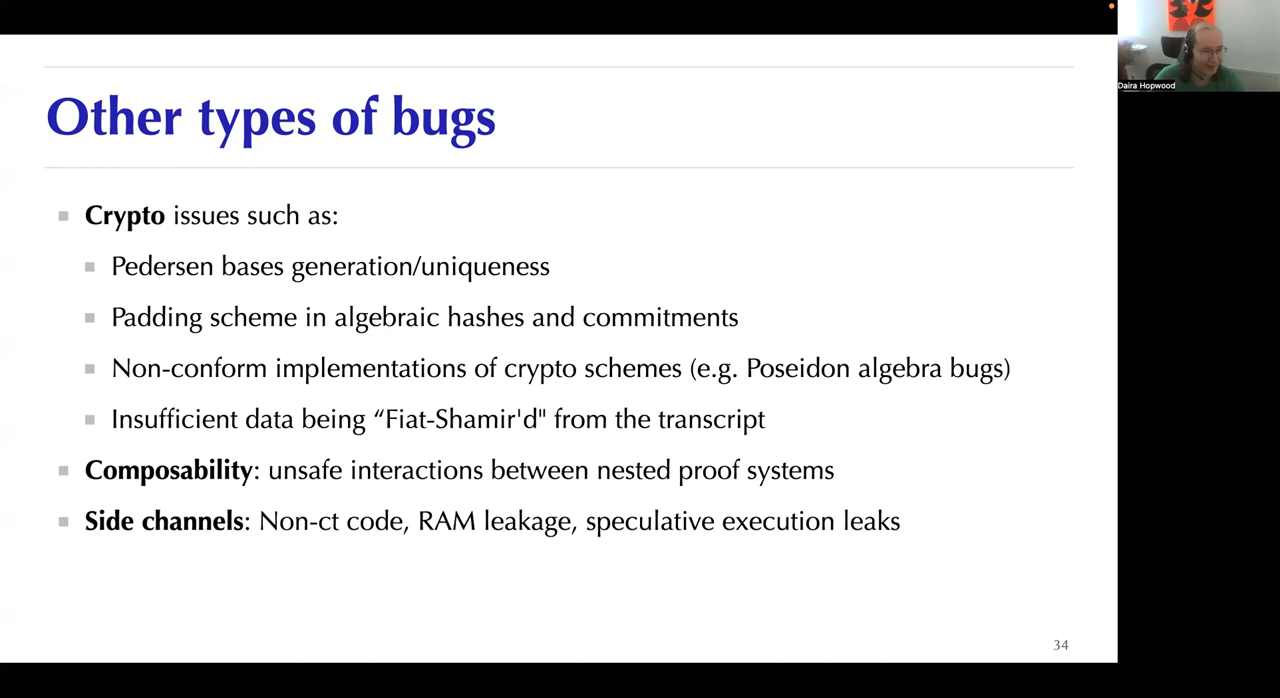 Other types of bugs
Crypto issues such as:
Pedersen bases generation/uniqueness
Padding scheme in algebraic hashes and commitments
Non-conform implementations of crypto schemes (e.g. Poseidon algebra bugs)
Insufficient data being “Fiat-Shamir'd" from the transcript
Composability: unsafe interactions between nested proof systems
Side channels: Non-ct code, RAM leakage, speculative execution leaks
34
Daira Hopwood